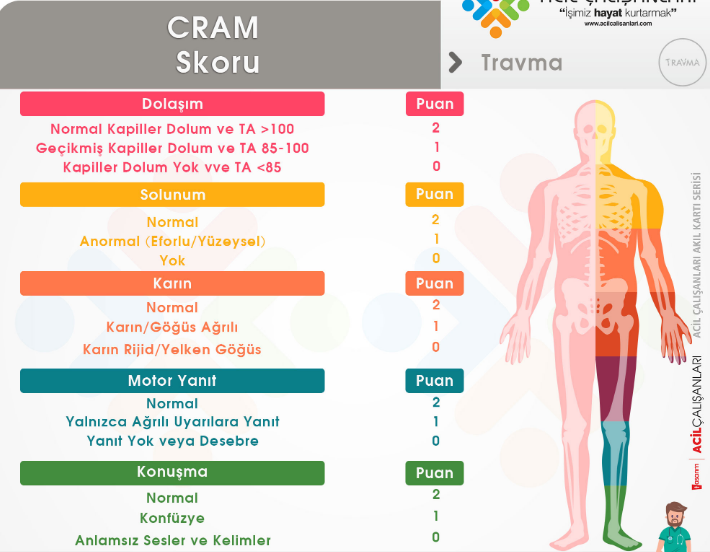 CRAM
Skoru
"İşimiz hayat kurtarmak"
www.acilcalisanlari.com
Travma
TRAVMA
Dolaşım Puan
Normal Kapiller Dolum ve TA >100 2
Geçikmiş Kapiller Dolum ve TA 85-100 1
Kapiller Dolum Yok vve TA <85 0
Solunum Puan
Normal 2
Anormal (Eforlu/Yüzeysel) 1
Yok 0
Karın Puan
Normal 2
Karın/Göğüs Ağrılı 1
Karın Rijid/Yelken Göğüs 0
Motor Yanıt Puan
Normal 2
Yalnızca Ağrılı Uyarılara Yanıt 1
Yanıt Yok veya Desebre 0
Konuşma Puan
Normal 2
Konfüzye 1
Anlamsız Sesler ve Kelimler 0
ACİL ÇALIŞANLARI AKIL KARTI SERİSİ
ACİLÇALIŞANLARI
tasarım